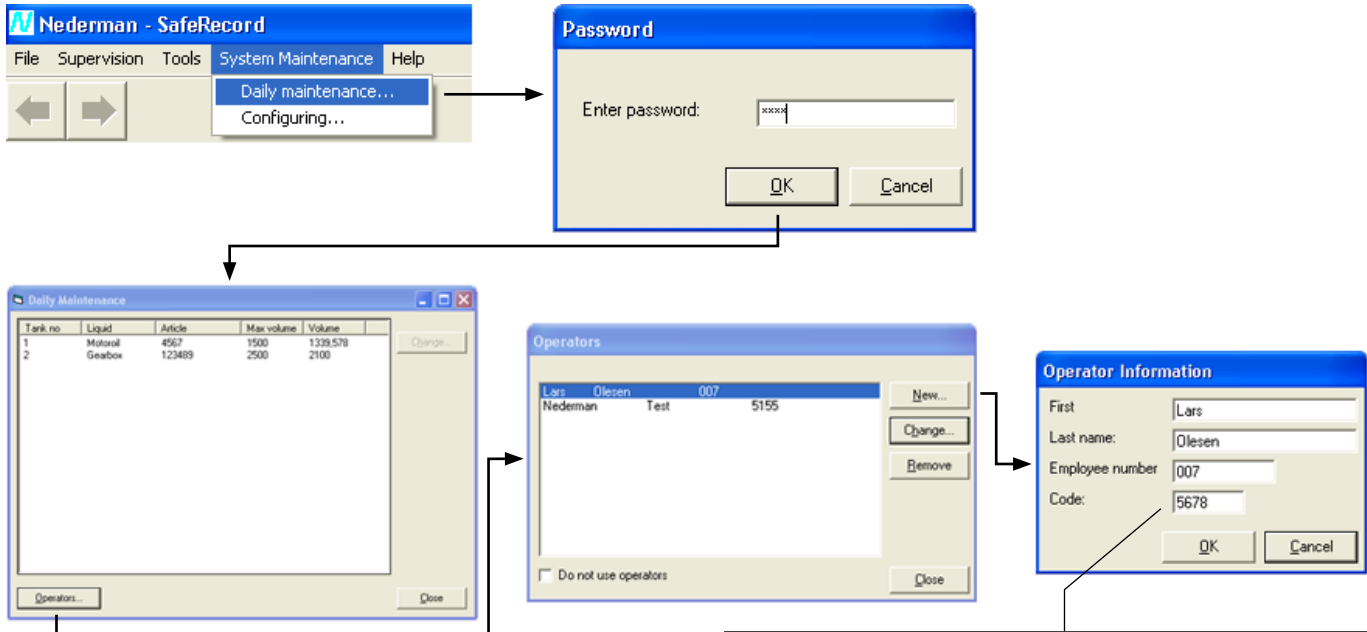 Nederman - SafeRecord
File Supervision Tools System Maintenance Help
Daily maintenance...
Configuring...
Password
Enter password: ××××
OK Cancel
Daily Maintenance
Tank no Liquid Article Max volume Volume
1 Motoroil 4567 1500 1339,578
2 Gearbox 123489 2500 2100
Change...
Operators... Close
Operators
Lars Olesen 007
Nederman Test 5155
New...
Change...
Remove
Do not use operators
Close
Operator Information
First Lars
Last name: Olesen
Employee number 007
Code: 5678
OK Cancel